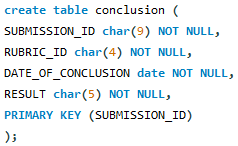 create table conclusion (
SUBMISSION_ID char(9) NOT NULL,
RUBRIC_ID char(4) NOT NULL,
DATE_OF_CONCLUSION date NOT NULL,
RESULT char(5) NOT NULL,
PRIMARY KEY (SUBMISSION_ID)
);